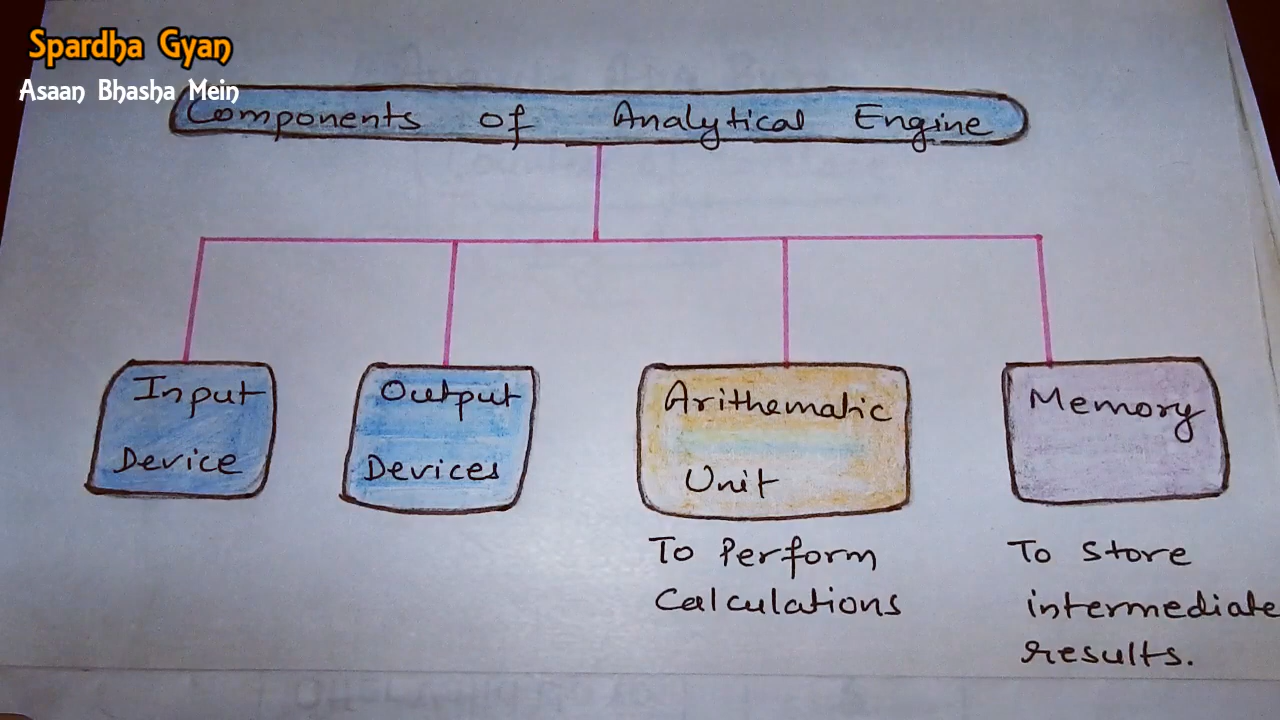 Spardha Gyan
Asaan Bhasha Mein
Components of Analytical Engine
Input
Device
Output
Devices
Arithematic
Unit
To Perform
Calculations
Memory
To Store
intermediate
results.